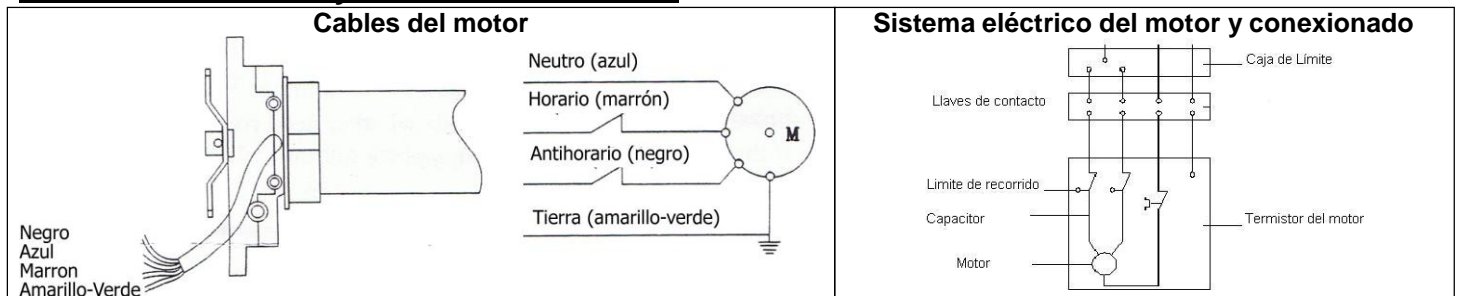 Cables del motor
Neutro (azul)
Horario (marrón)
Antihorario (negro)
Tierra (amarillo-verde)
M
Negro
Azul
Marron
Amarillo-Verde
Sistema eléctrico del motor y conexionado
Caja de Límite
Llaves de contacto
Limite de recorrido
Capacitor
Termistor del motor
Motor